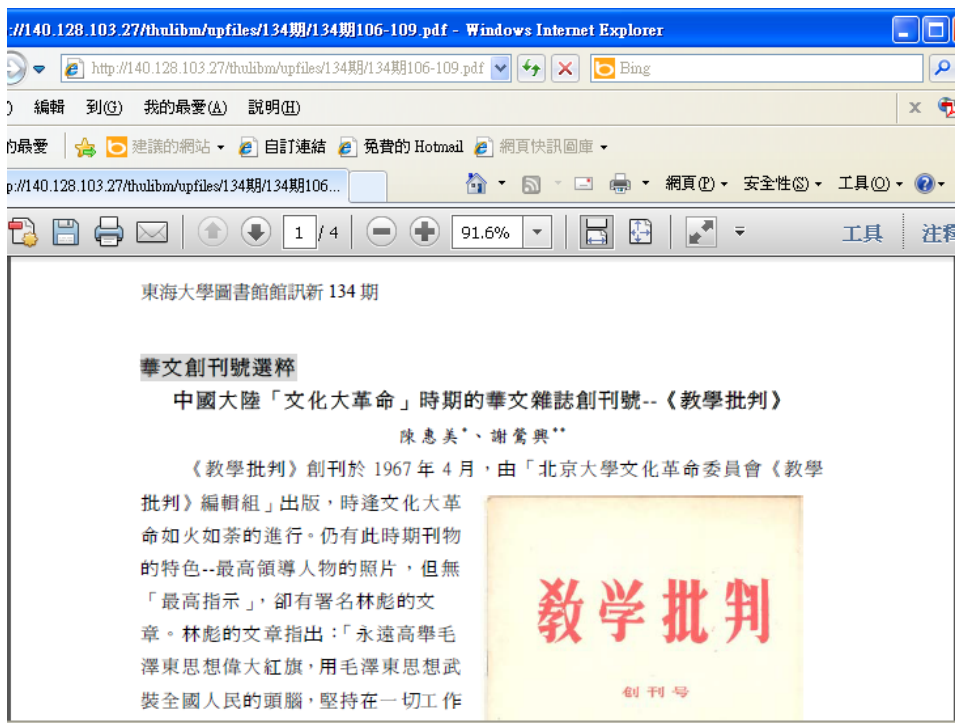 ://140.128.103.27/thulibm/upfiles/134期/134期106-109.pdf - Windows Internet Explorer
http://140.128.103.27/thulibm/upfiles/134期/134期106-109.pdf
Bing
) 編輯 到(G) 我的最愛(A) 說明(H)
的最愛 建議的網站 自訂連結 免費的 Hotmail 網頁快訊圖庫
p://140.128.103.27/thulibm/upfiles/134期/134期106...
網頁(P) 安全性(S) 工具(O)
1 / 4 91.6% 工具 注釋
東海大學圖書館館訊新 134 期
華文創刊號選粹
中國大陸「文化大革命」時期的華文雜誌創刊號--《教學批判》
陳惠美*、謝鶯興**
《教學批判》創刊於 1967 年 4 月,由「北京大學文化革命委員會《教學
批判》編輯組」出版,時逢文化大革
命如火如荼的進行。仍有此時期刊物
的特色--最高領導人物的照片,但無
「最高指示」,卻有署名林彪的文
章。林彪的文章指出:「永遠高舉毛
澤東思想偉大紅旗,用毛澤東思想武
裝全國人民的頭腦,堅持在一切工作
教学批判
創刊号